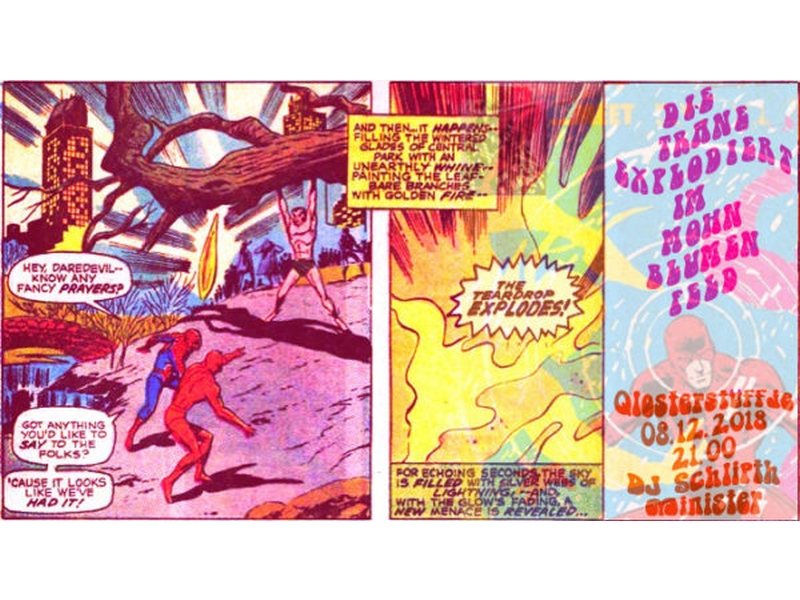 HEY, DAREDEVIL--
KNOW ANY
FANCY PRAYERS?
GOT ANYTHING
YOU'D LIKE TO
SAY TO THE
FOLKS?
'CAUSE IT LOOKS
LIKE WE'VE
HAD IT!
AND THEN...IT HAPPENS--
FILLING THE WINTERED
GLADES OF CENTRAL
PARK WITH AN
UNEARTHLY WHINE--
PAINTING THE LEAF-
BARE BRANCHES
WITH GOLDEN FIRE--
THE
TEARDROP
EXPLODES!
FOR ECHOING SECONDS, THE SKY
IS FILLED WITH SILVER WEBS OF
LIGHTNING,--AND,
WITH THE GLOW'S FADING, A
NEW MENACE IS REVEALED...
DIE
TRÄNE
EXPLODIERT
IM
MOHN
BLUMEN
FELD
Qlosterstüffje
08.12.2018
21.00
DJ Schlirth
Minister